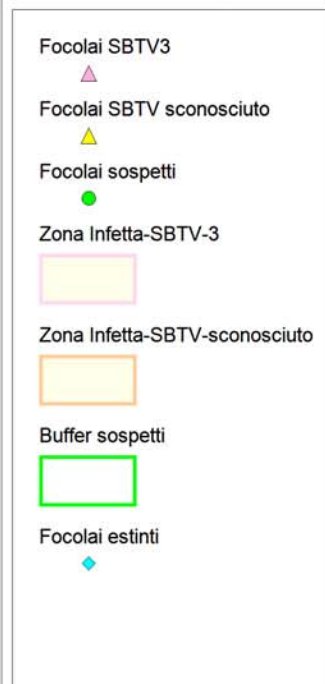 Focolai SBTV3
Focolai SBTV sconosciuto
Focolai sospetti
Zona Infetta-SBTV-3
Zona Infetta-SBTV-sconosciuto
Buffer sospetti
Focolai estinti